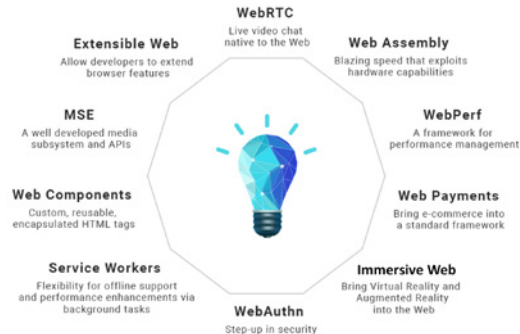 WebRTC
Live video chat
native to the Web
Web Assembly
Blazing speed that exploits
hardware capabilities
WebPerf
A framework for
performance management
Web Payments
Bring e-commerce into
a standard framework
Immersive Web
Bring Virtual Reality and
Augmented Reality
into the Web
WebAuthn
Step-up in security
Service Workers
Flexibility for offline support
and performance enhancements via
background tasks
Web Components
Custom, reusable,
encapsulated HTML tags
MSE
A well developed media
subsystem and APIs
Extensible Web
Allow developers to extend
browser features